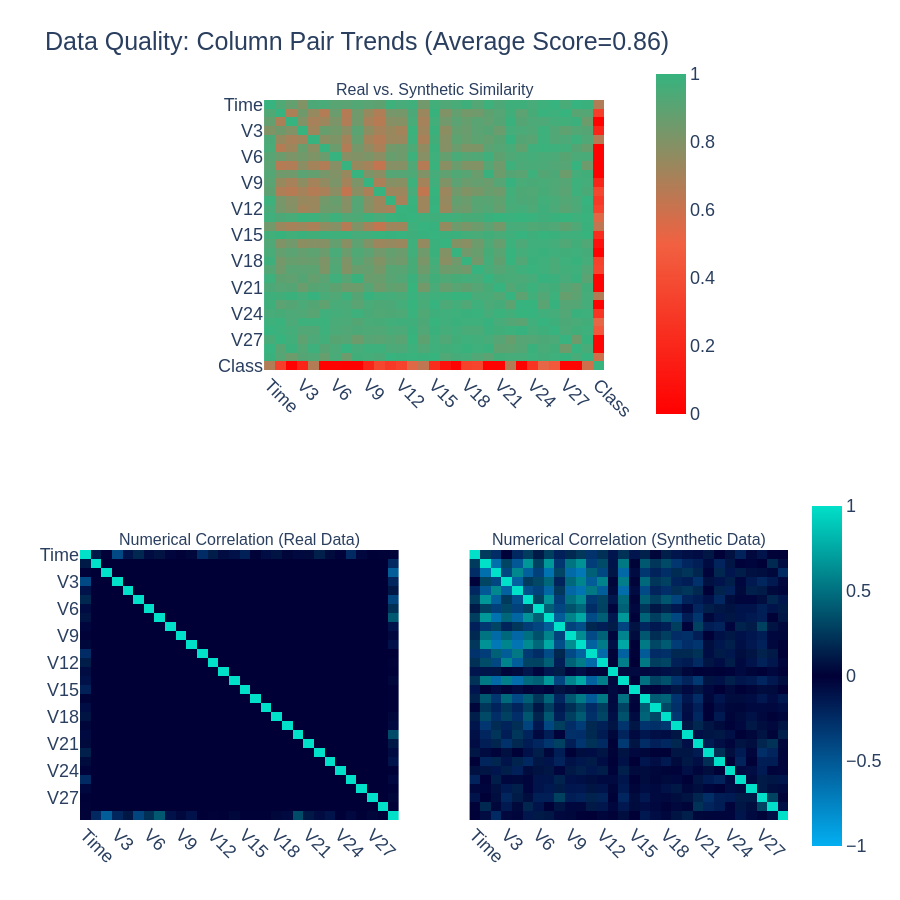 Data Quality: Column Pair Trends (Average Score=0.86)
Real vs. Synthetic Similarity
Time
V3
V6
V9
V12
V15
V18
V21
V24
V27
Class
Time
V3
V6
V9
V12
V15
V18
V21
V24
V27
Class
1
0.8
0.6
0.4
0.2
0
Numerical Correlation (Real Data)
Time
V3
V6
V9
V12
V15
V18
V21
V24
V27
Time
V3
V6
V9
V12
V15
V18
V21
V24
V27
Numerical Correlation (Synthetic Data)
Time
V3
V6
V9
V12
V15
V18
V21
V24
V27
1
0.5
0
−0.5
−1